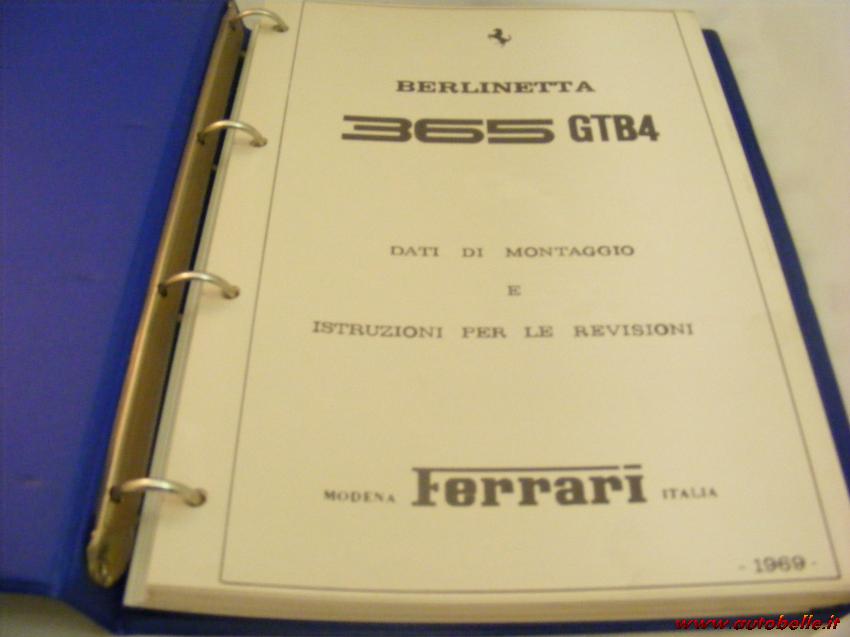 BERLINETTA
365 GTB4
DATI DI MONTAGGIO
E
ISTRUZIONI PER LE REVISIONI
MODENA Ferrari ITALIA
- 1969 -
www.autobelle.it